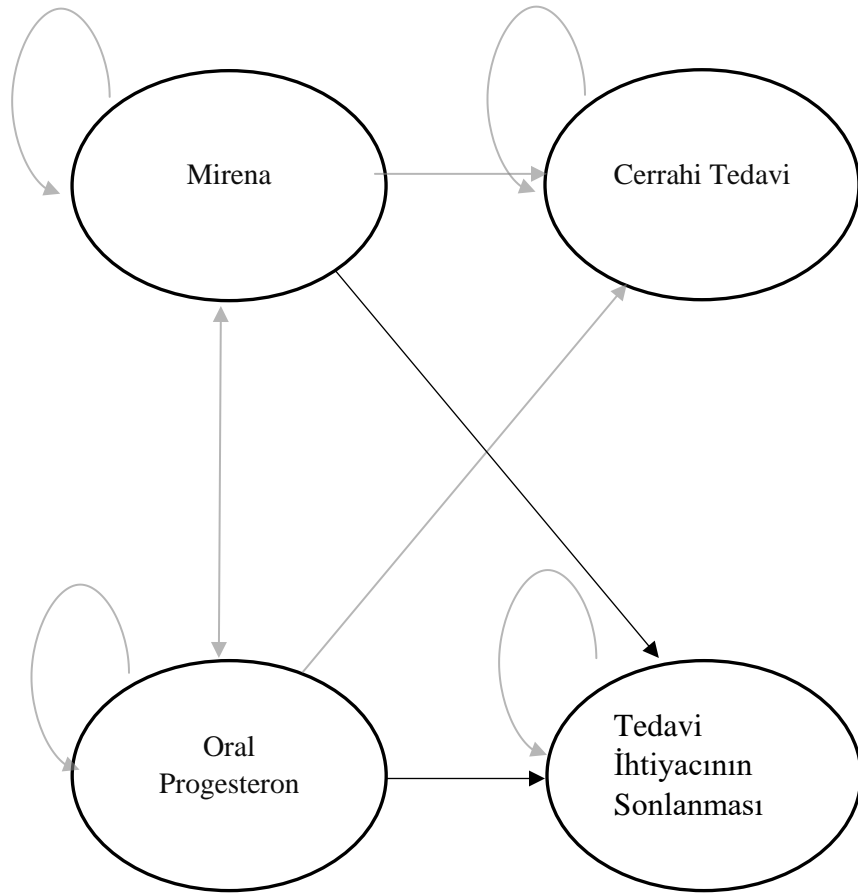 Mirena
Cerrahi Tedavi
Oral
Progesteron
Tedavi
İhtiyacının
Sonlanması